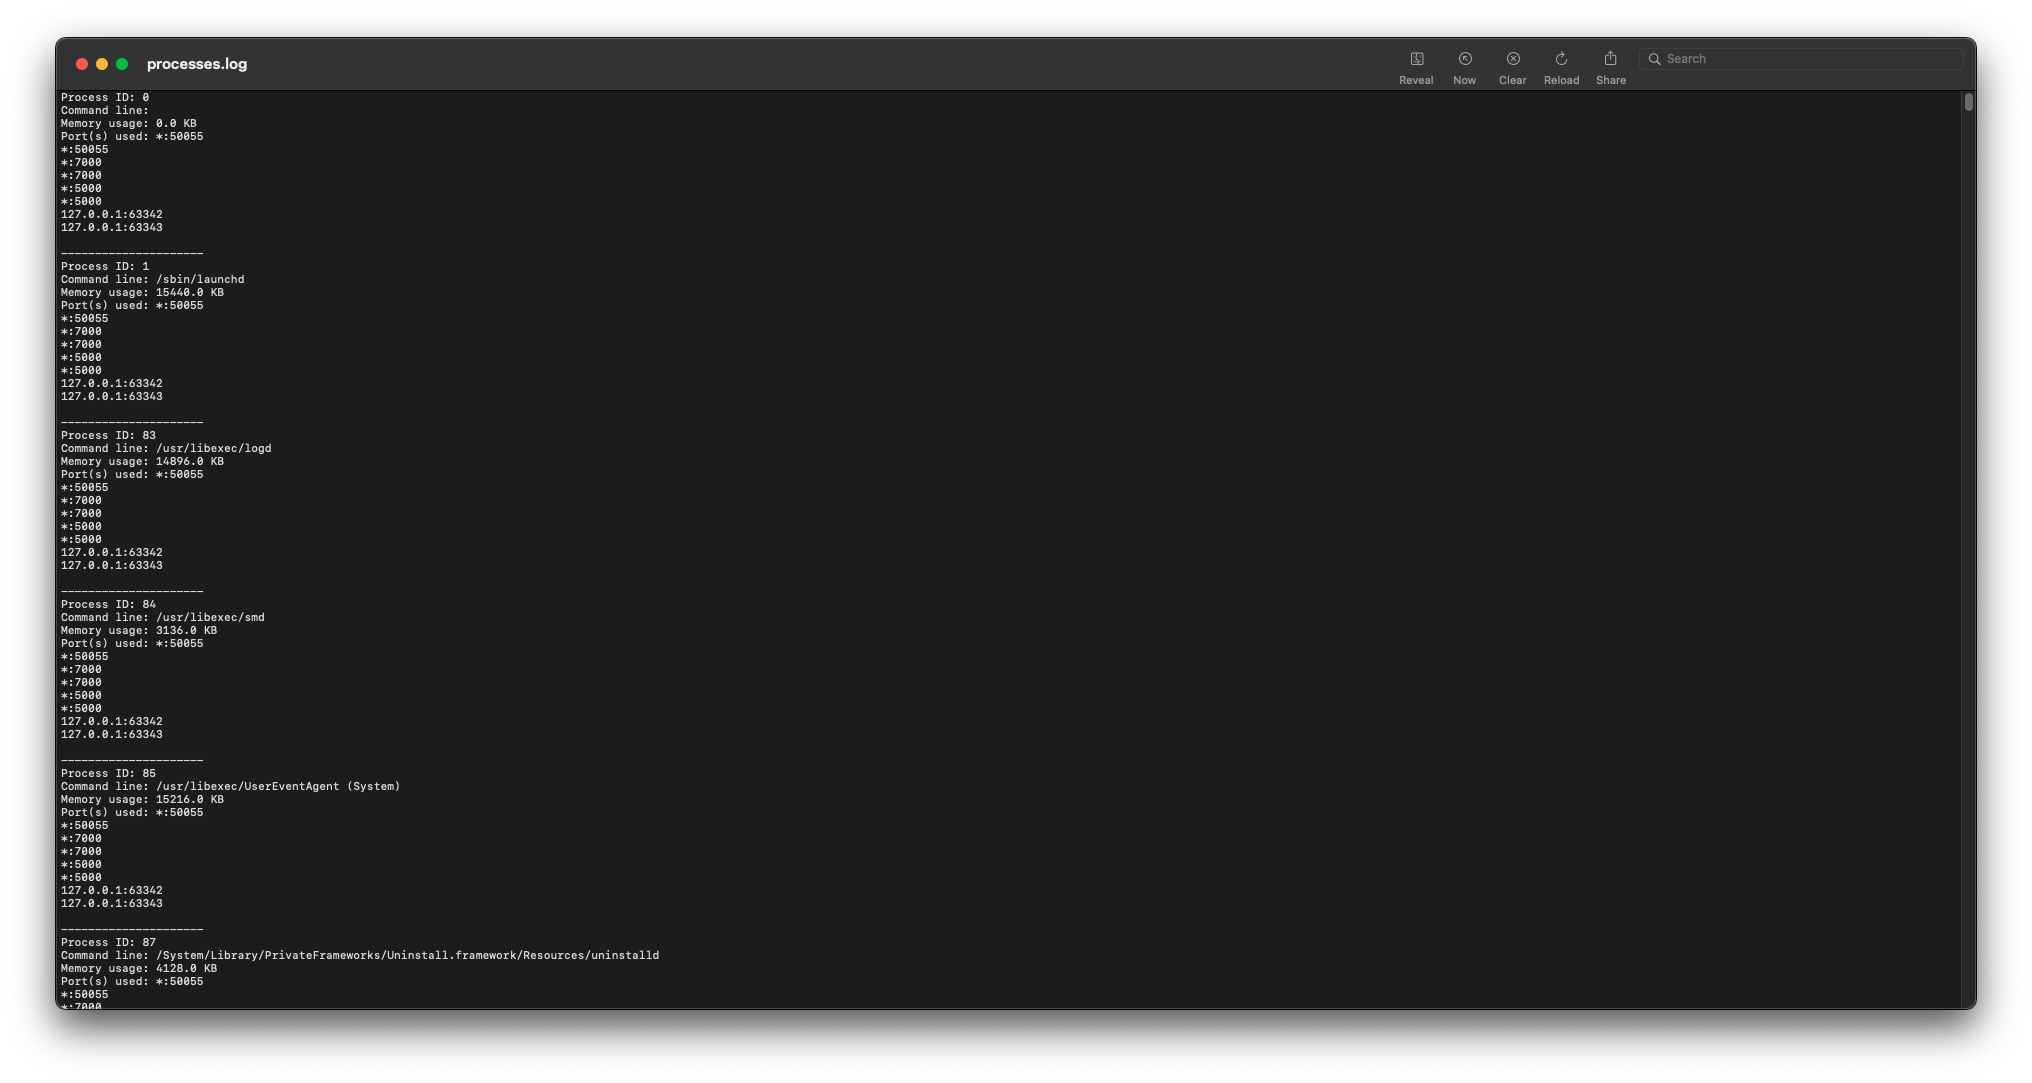 processes.log
Reveal
Now
Clear
Reload
Share
Search
Process ID: 0
Command line:
Memory usage: 0.0 KB
Port(s) used: *:50055
*:50055
*:7000
*:7000
*:5000
*:5000
127.0.0.1:63342
127.0.0.1:63343
---------------------
Process ID: 1
Command line: /sbin/launchd
Memory usage: 15440.0 KB
Port(s) used: *:50055
*:50055
*:7000
*:7000
*:5000
*:5000
127.0.0.1:63342
127.0.0.1:63343
---------------------
Process ID: 83
Command line: /usr/libexec/logd
Memory usage: 14896.0 KB
Port(s) used: *:50055
*:50055
*:7000
*:7000
*:5000
*:5000
127.0.0.1:63342
127.0.0.1:63343
---------------------
Process ID: 84
Command line: /usr/libexec/smd
Memory usage: 3136.0 KB
Port(s) used: *:50055
*:50055
*:7000
*:7000
*:5000
*:5000
127.0.0.1:63342
127.0.0.1:63343
---------------------
Process ID: 85
Command line: /usr/libexec/UserEventAgent (System)
Memory usage: 15216.0 KB
Port(s) used: *:50055
*:50055
*:7000
*:7000
*:5000
*:5000
127.0.0.1:63342
127.0.0.1:63343
---------------------
Process ID: 87
Command line: /System/Library/PrivateFrameworks/Uninstall.framework/Resources/uninstalld
Memory usage: 4128.0 KB
Port(s) used: *:50055
*:50055
*:7000